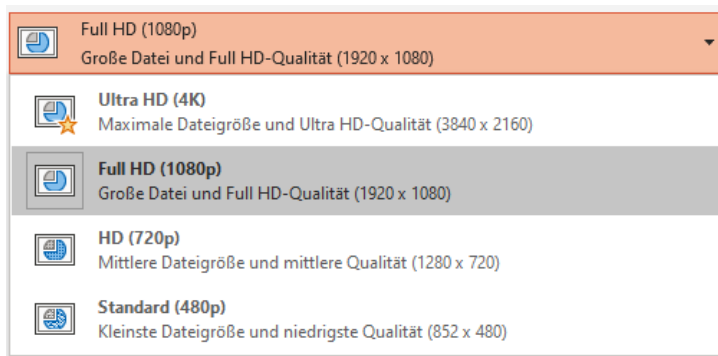 Full HD (1080p)
Große Datei und Full HD-Qualität (1920 x 1080)
Ultra HD (4K)
Maximale Dateigröße und Ultra HD-Qualität (3840 x 2160)
Full HD (1080p)
Große Datei und Full HD-Qualität (1920 x 1080)
HD (720p)
Mittlere Dateigröße und mittlere Qualität (1280 x 720)
Standard (480p)
Kleinste Dateigröße und niedrigste Qualität (852 x 480)